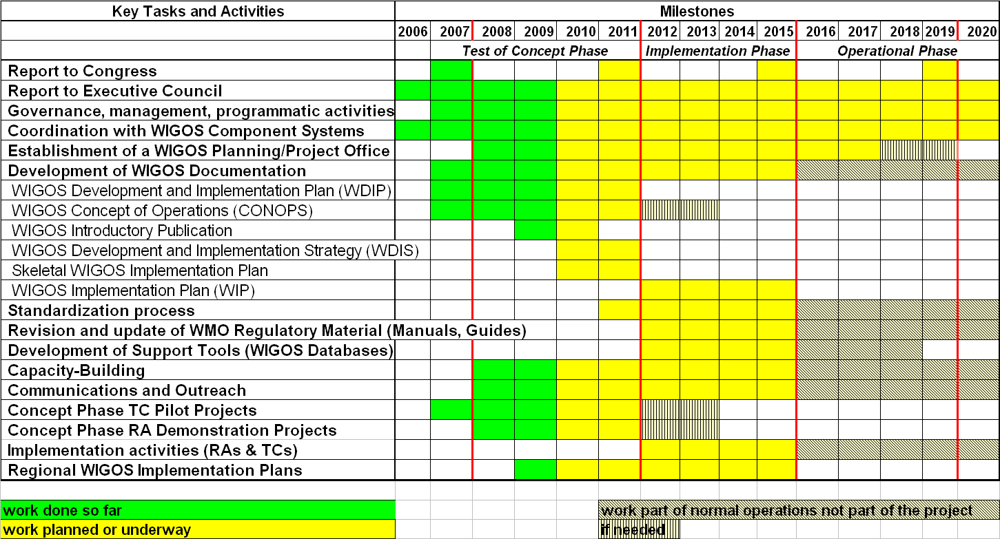 Key Tasks and Activities Milestones
2006 2007 2008 2009 2010 2011 2012 2013 2014 2015 2016 2017 2018 2019 2020
Test of Concept Phase Implementation Phase Operational Phase
Report to Congress
Report to Executive Council
Governance, management, programmatic activities
Coordination with WIGOS Component Systems
Establishment of a WIGOS Planning/Project Office
Development of WIGOS Documentation
WIGOS Development and Implementation Plan (WDIP)
WIGOS Concept of Operations (CONOPS)
WIGOS Introductory Publication
WIGOS Development and Implementation Strategy (WDIS)
Skeletal WIGOS Implementation Plan
WIGOS Implementation Plan (WIP)
Standardization process
Revision and update of WMO Regulatory Material (Manuals, Guides)
Development of Support Tools (WIGOS Databases)
Capacity-Building
Communications and Outreach
Concept Phase TC Pilot Projects
Concept Phase RA Demonstration Projects
Implementation activities (RAs & TCs)
Regional WIGOS Implementation Plans
work done so far work part of normal operations not part of the project
work planned or underway if needed